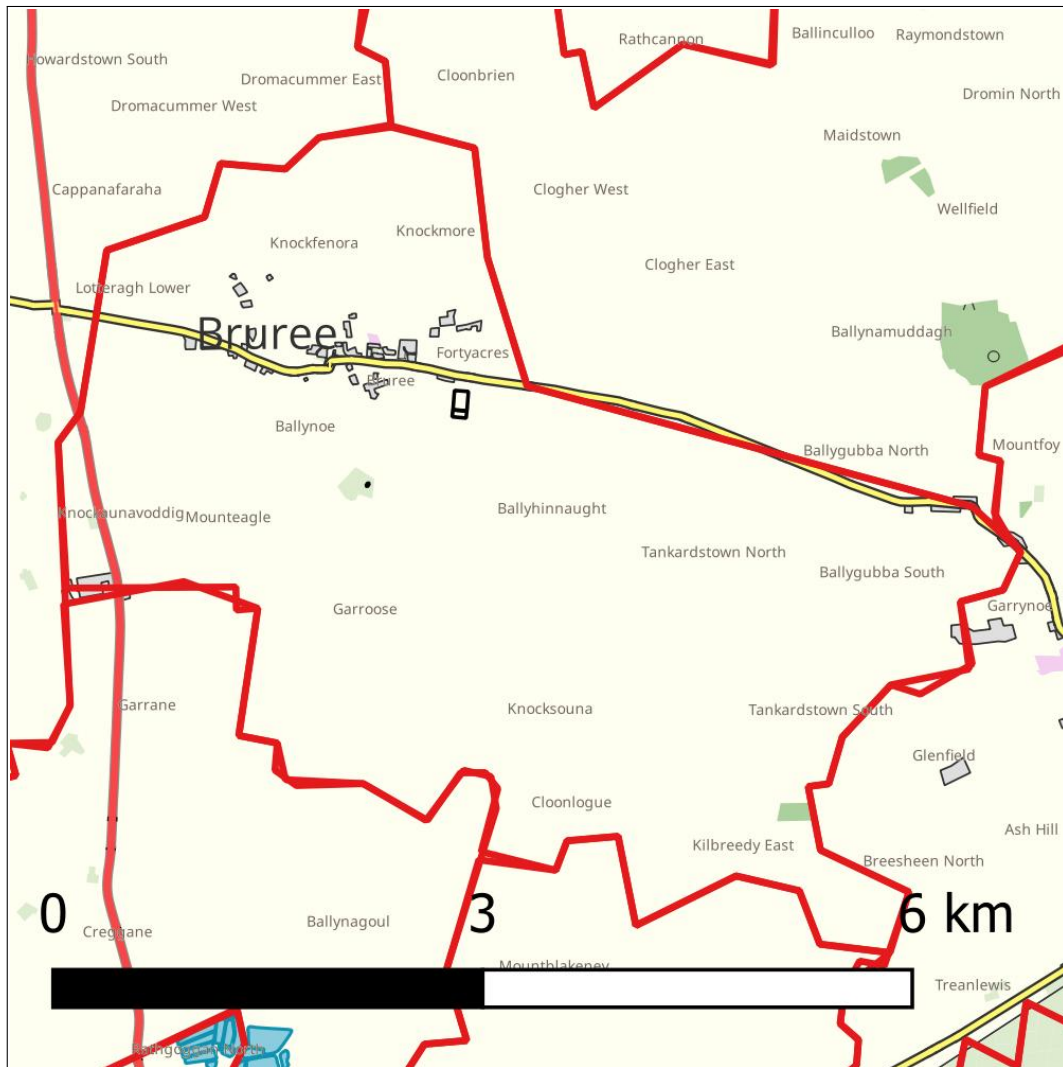 Rathcannon
Ballinculloo
Raymondstown
Howardstown South
Dromacummer East
Cloonbrien
Dromin North
Dromacummer West
Maidstown
Cappanafaraha
Clogher West
Wellfield
Knockmore
Knockfenora
Clogher East
Lotteragh Lower
Bruree
Ballynamuddagh
Fortyacres
Bruree
Ballynoe
Mountfoy
Ballygubba North
Ballyhinnaught
Knockaunavoddig
Mounteagle
Tankardstown North
Ballygubba South
Garroose
Garrynoe
Garrane
Knocksouna
Tankardstown South
Glenfield
Cloonlogue
Ash Hill
Kilbreedy East
Breesheen North
0 3 6 km
Ballynagoul
Creggane
Mountblakeney
Treanlewis
Rathgoggan North